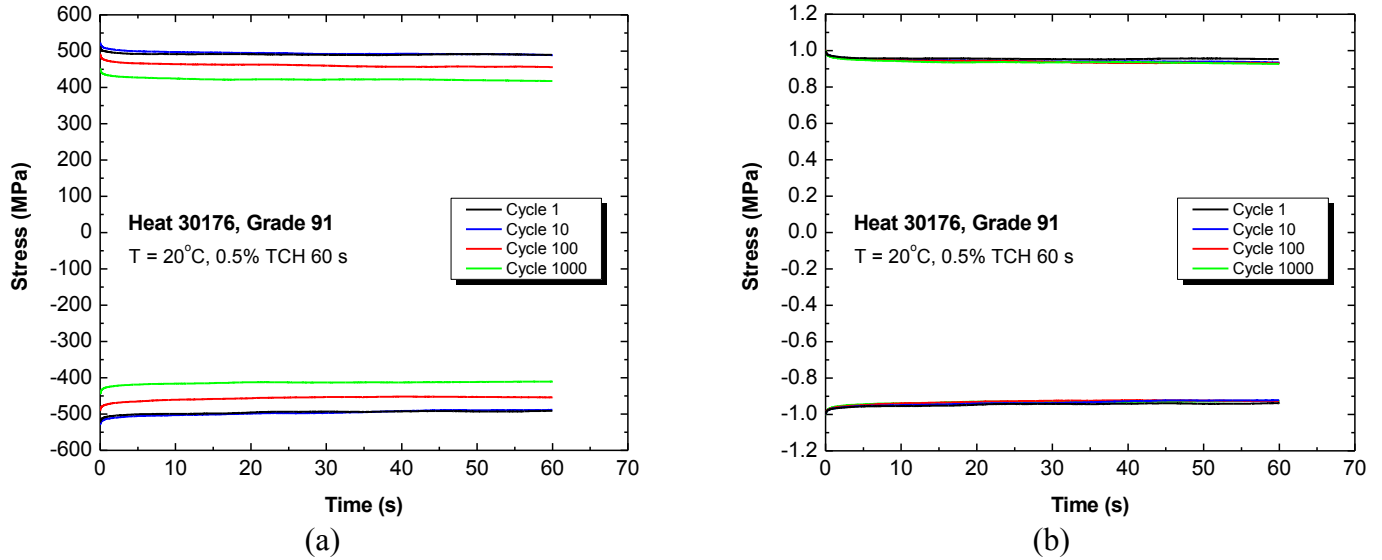 600
500
400
300
200
100
0
-100
-200
-300
-400
-500
-600
Stress (MPa)
Heat 30176, Grade 91
T = 20°C, 0.5% TCH 60 s
Cycle 1
Cycle 10
Cycle 100
Cycle 1000
0 10 20 30 40 50 60 70
Time (s)
(a)
1.2
1.0
0.8
0.6
0.4
0.2
0.0
-0.2
-0.4
-0.6
-0.8
-1.0
-1.2
Stress (MPa)
Heat 30176, Grade 91
T = 20°C, 0.5% TCH 60 s
Cycle 1
Cycle 10
Cycle 100
Cycle 1000
0 10 20 30 40 50 60 70
Time (s)
(b)